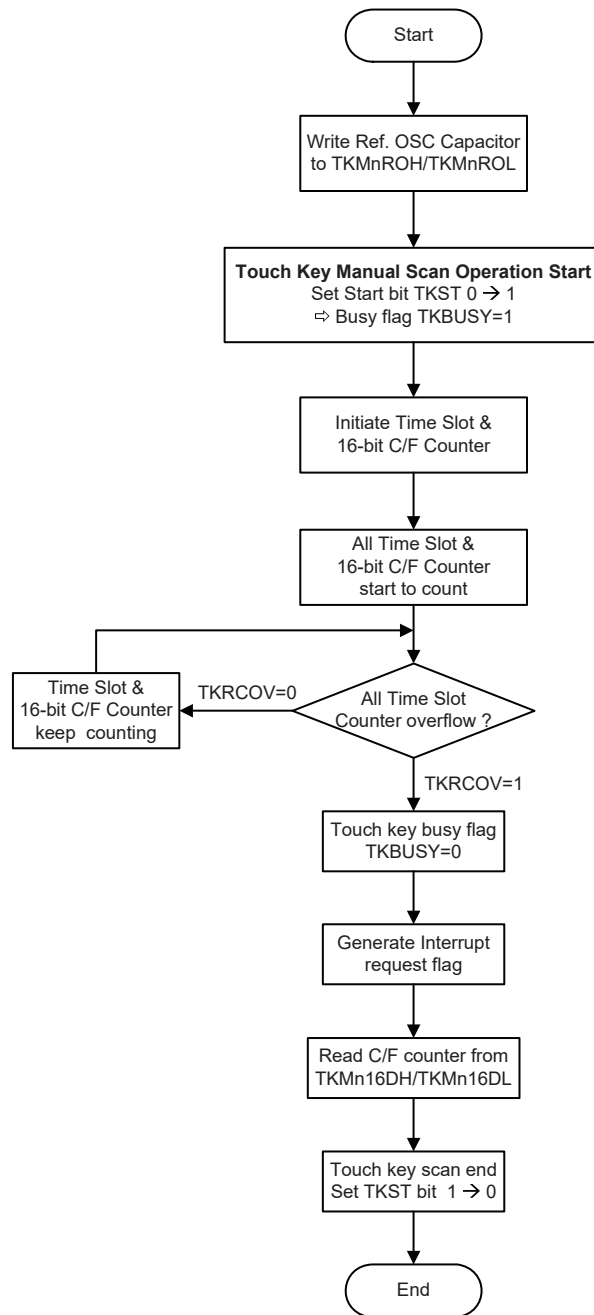 Start
Write Ref. OSC Capacitor
to TKMnROH/TKMnROL
Touch Key Manual Scan Operation Start
Set Start bit TKST 0 → 1
⇨ Busy flag TKBUSY=1
Initiate Time Slot &
16-bit C/F Counter
All Time Slot &
16-bit C/F Counter
start to count
All Time Slot
Counter overflow ?
TKRCOV=0
Time Slot &
16-bit C/F Counter
keep counting
TKRCOV=1
Touch key busy flag
TKBUSY=0
Generate Interrupt
request flag
Read C/F counter from
TKMn16DH/TKMn16DL
Touch key scan end
Set TKST bit 1 → 0
End